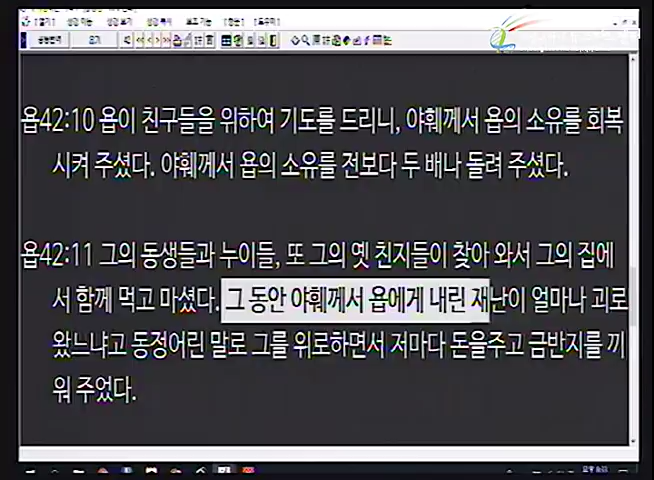 욥42:10 욥이 친구들을 위하여 기도를 드리니, 야훼께서 욥의 소유를 회복
시켜 주셨다. 야훼께서 욥의 소유를 전보다 두 배나 돌려 주셨다.
욥42:11 그의 동생들과 누이들, 또 그의 옛 친지들이 찾아 와서 그의 집에
서 함께 먹고 마셨다. 그 동안 야훼께서 욥에게 내린 재난이 얼마나 괴로
왔느냐고 동정어린 말로 그를 위로하면서 저마다 돈을주고 금반지를 끼
워 주었다.